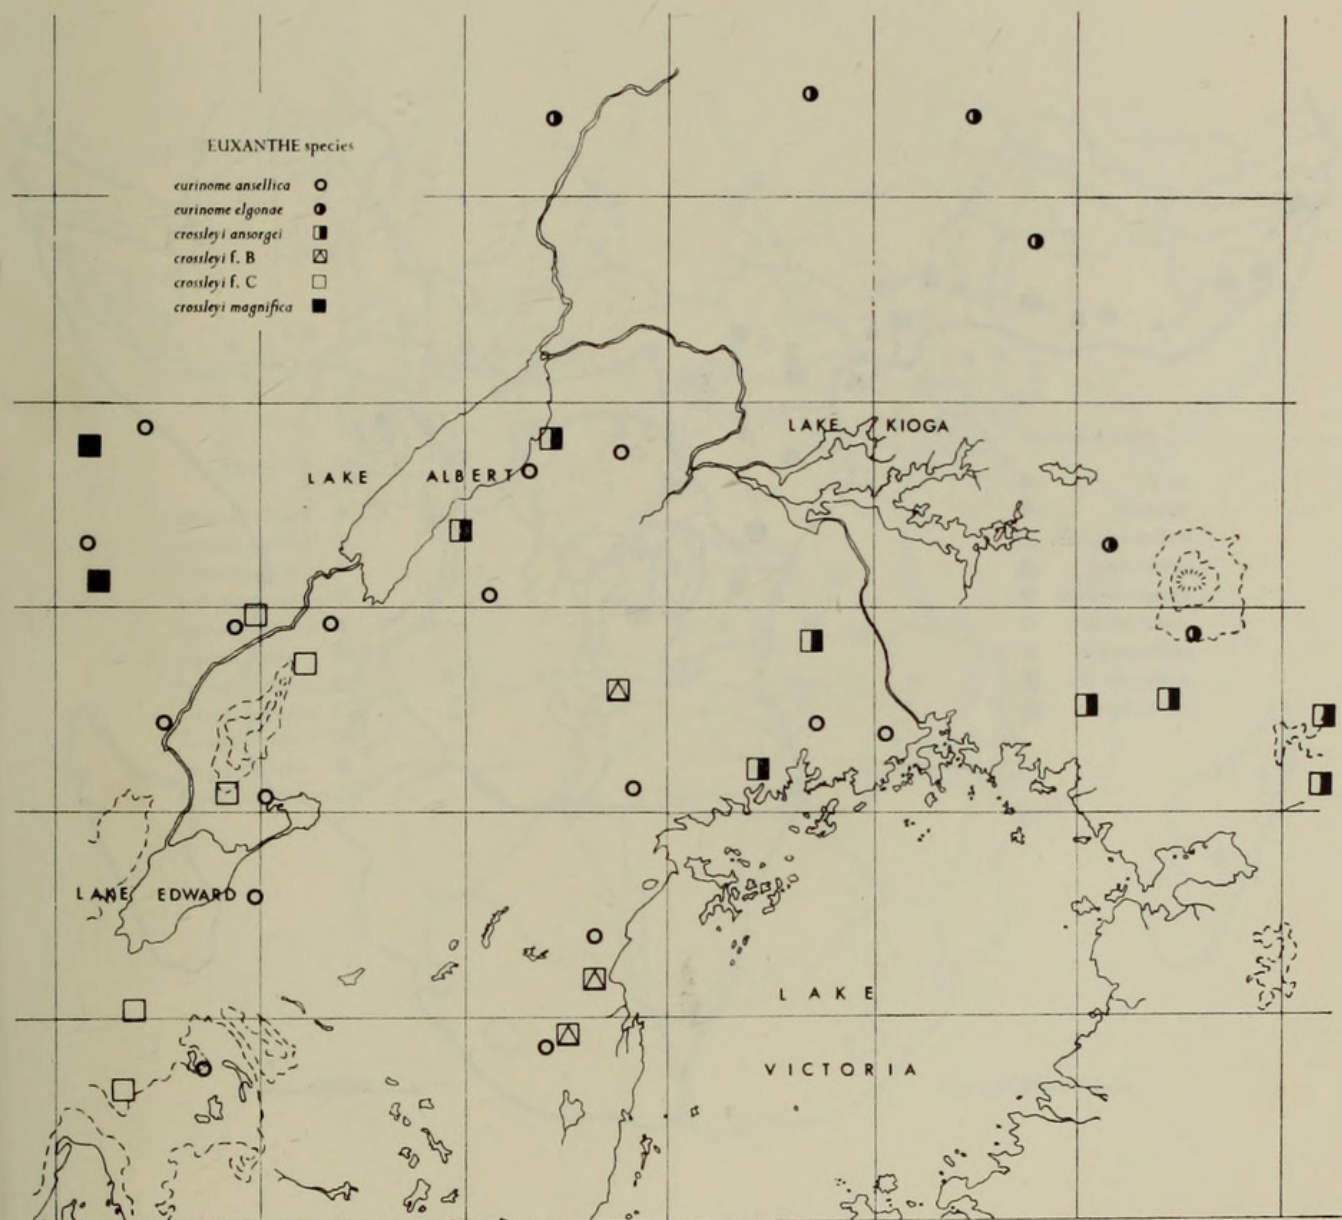 EUXANTHE species
eurinome ansellica
eurinome elgonae
crossleyi ansorgei
crossleyi f. B
crossleyi f. C
crossleyi magnifica
LAKE KIOGA
LAKE ALBERT
LAKE EDWARD
LAKE
VICTORIA